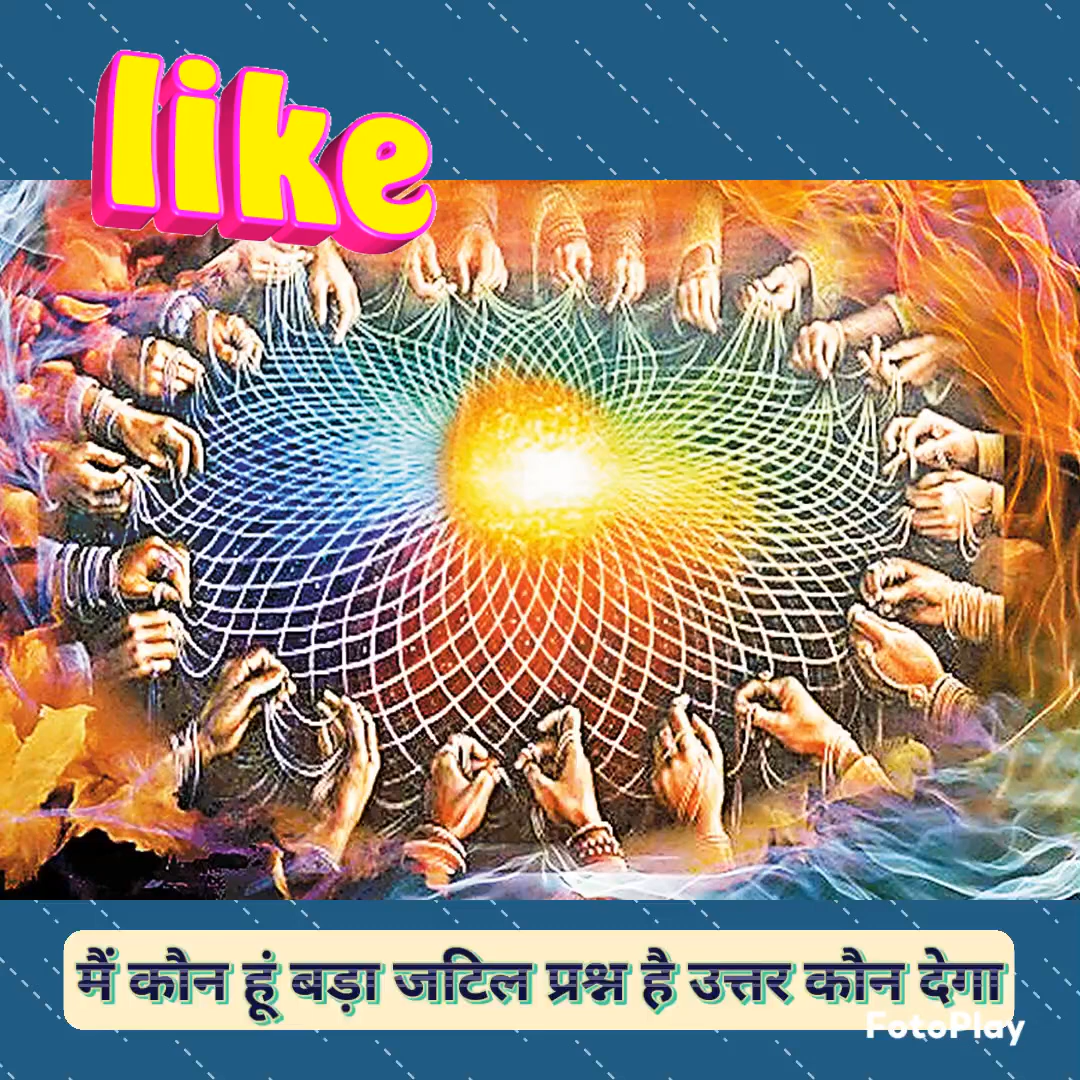 like
मैं कौन हूं बड़ा जटिल प्रश्न है उत्तर कौन देगा
FotoPlay